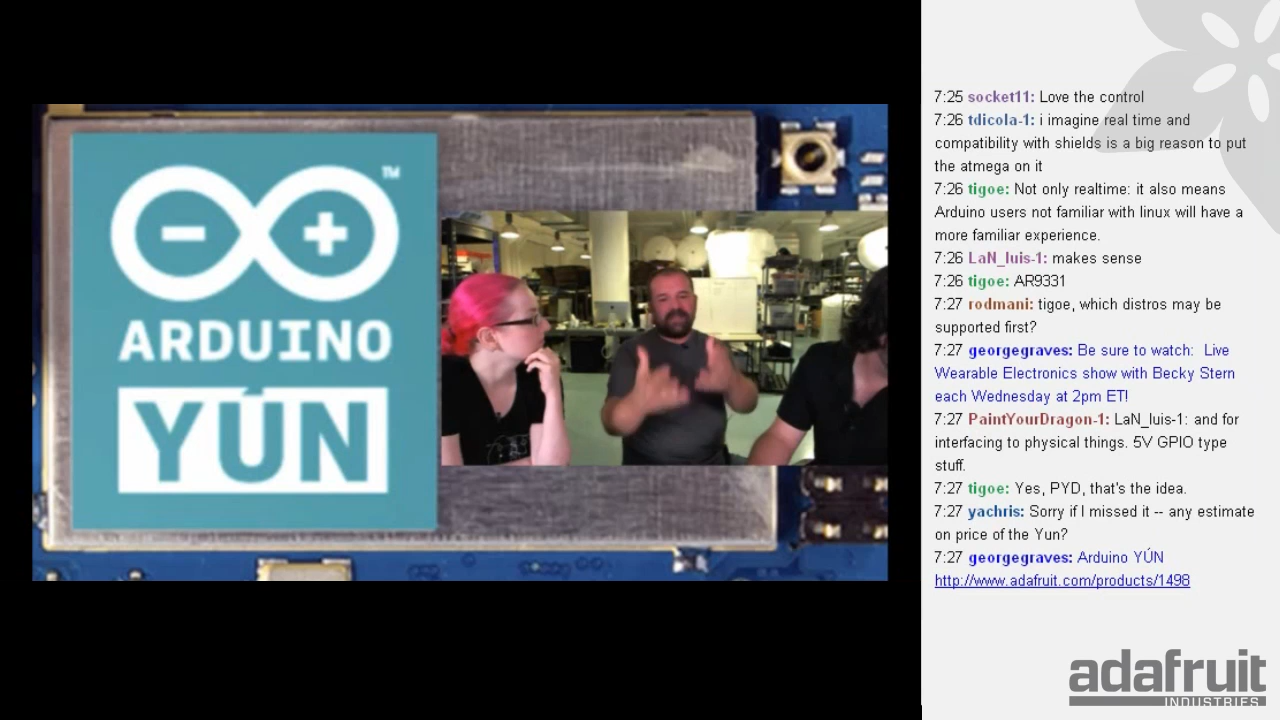 TM
ARDUINO
YÚN
7:25 socket11: Love the control
7:26 tdicola-1: i imagine real time and
compatibility with shields is a big reason to put
the atmega on it
7:26 tigoe: Not only realtime: it also means
Arduino users not familiar with linux will have a
more familiar experience.
7:26 LaN_luis-1: makes sense
7:26 tigoe: AR9331
7:27 rodmani: tigoe, which distros may be
supported first?
7:27 georgegraves: Be sure to watch: Live
Wearable Electronics show with Becky Stern
each Wednesday at 2pm ET!
7:27 PaintYourDragon-1: LaN_luis-1: and for
interfacing to physical things. 5V GPIO type
stuff.
7:27 tigoe: Yes, PYD, that's the idea.
7:27 yachris: Sorry if I missed it -- any estimate
on price of the Yun?
7:27 georgegraves: Arduino YÚN
http://www.adafruit.com/products/1498
adafruit
INDUSTRIES